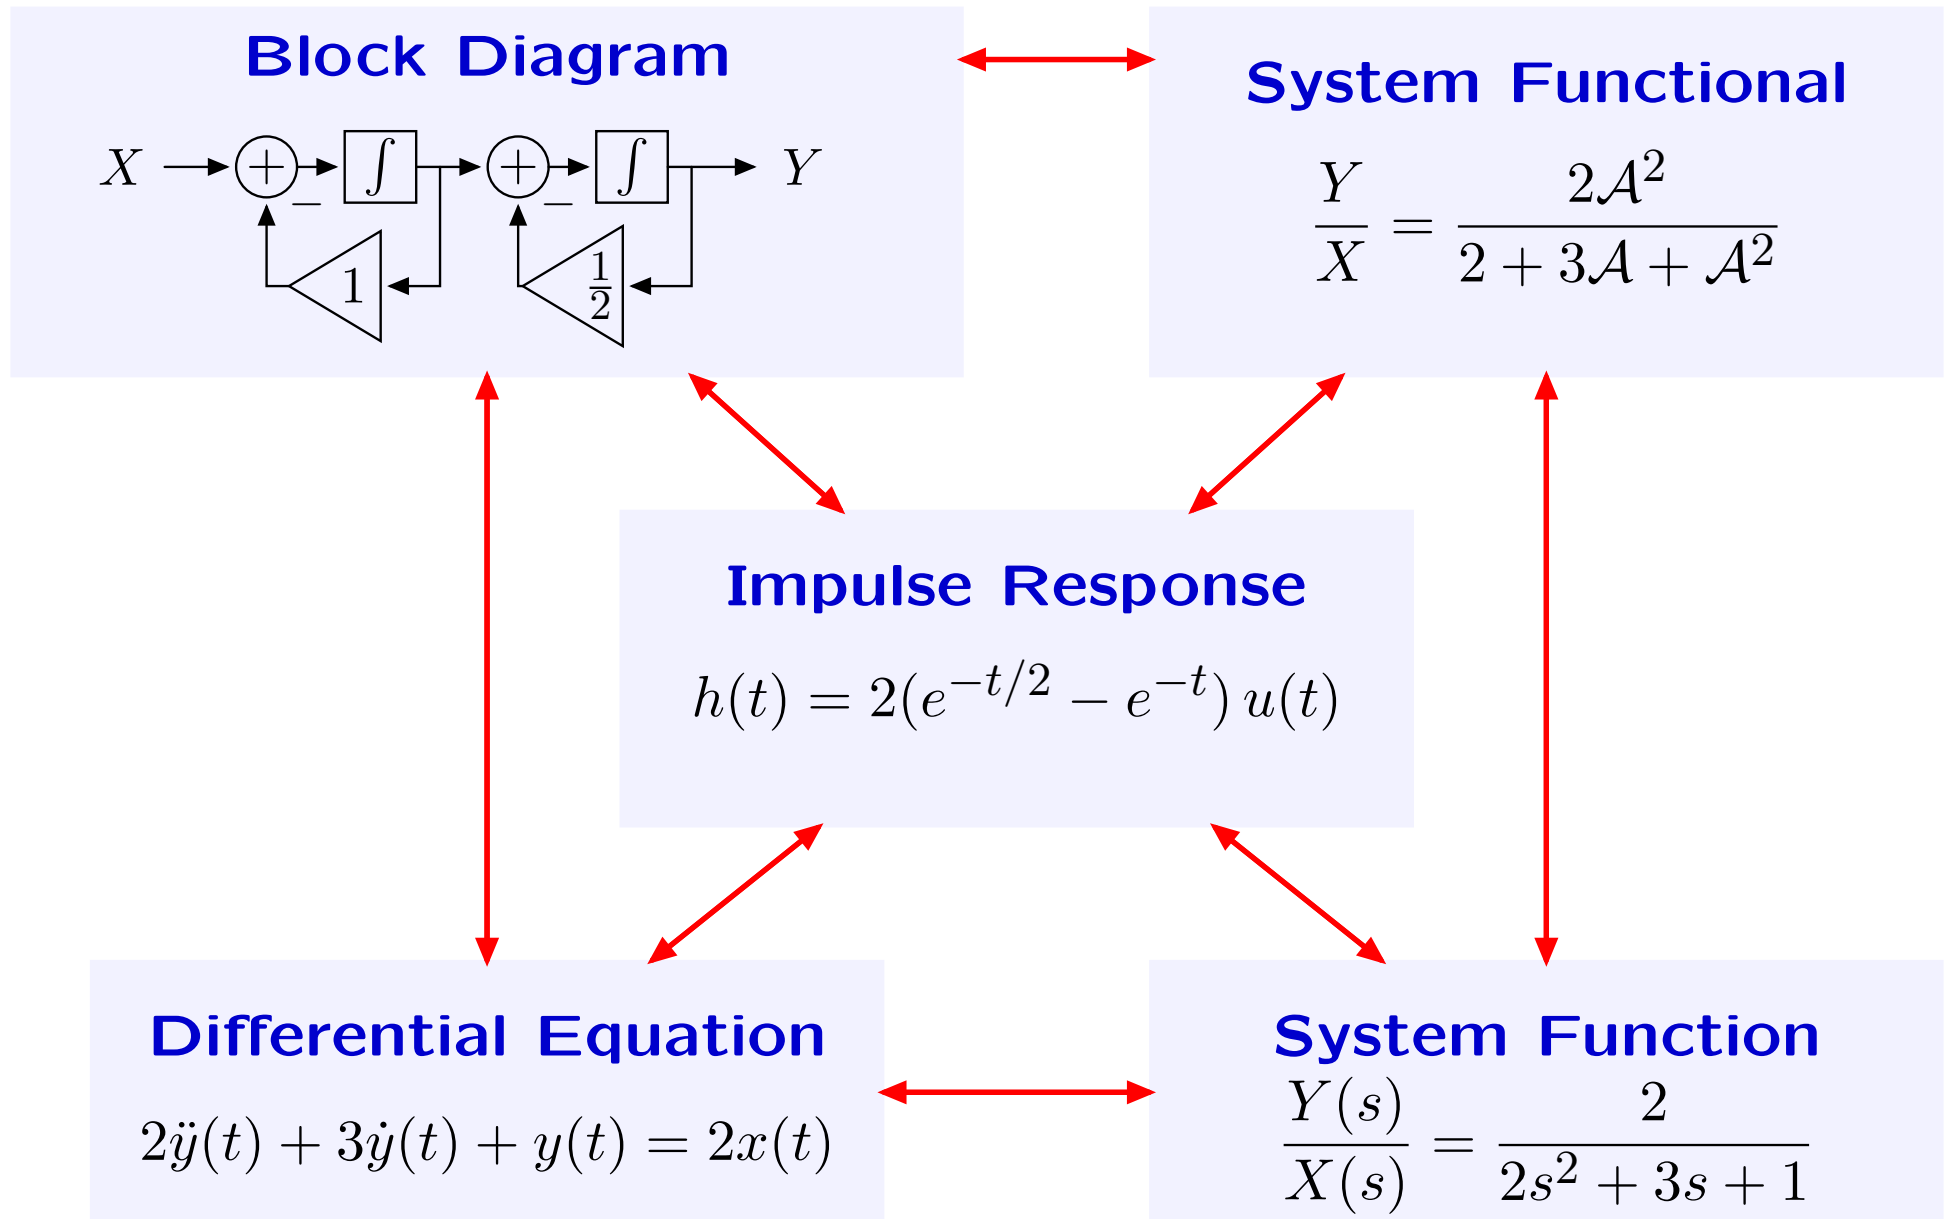 Block Diagram
X + − ∫ + − ∫ Y
1 1/2
System Functional
Y/X = 2𝒜²/(2 + 3𝒜 + 𝒜²)
Impulse Response
h(t) = 2(e^{−t/2} − e^{−t}) u(t)
Differential Equation
2ÿ(t) + 3ẏ(t) + y(t) = 2x(t)
System Function
Y(s)/X(s) = 2/(2s² + 3s + 1)